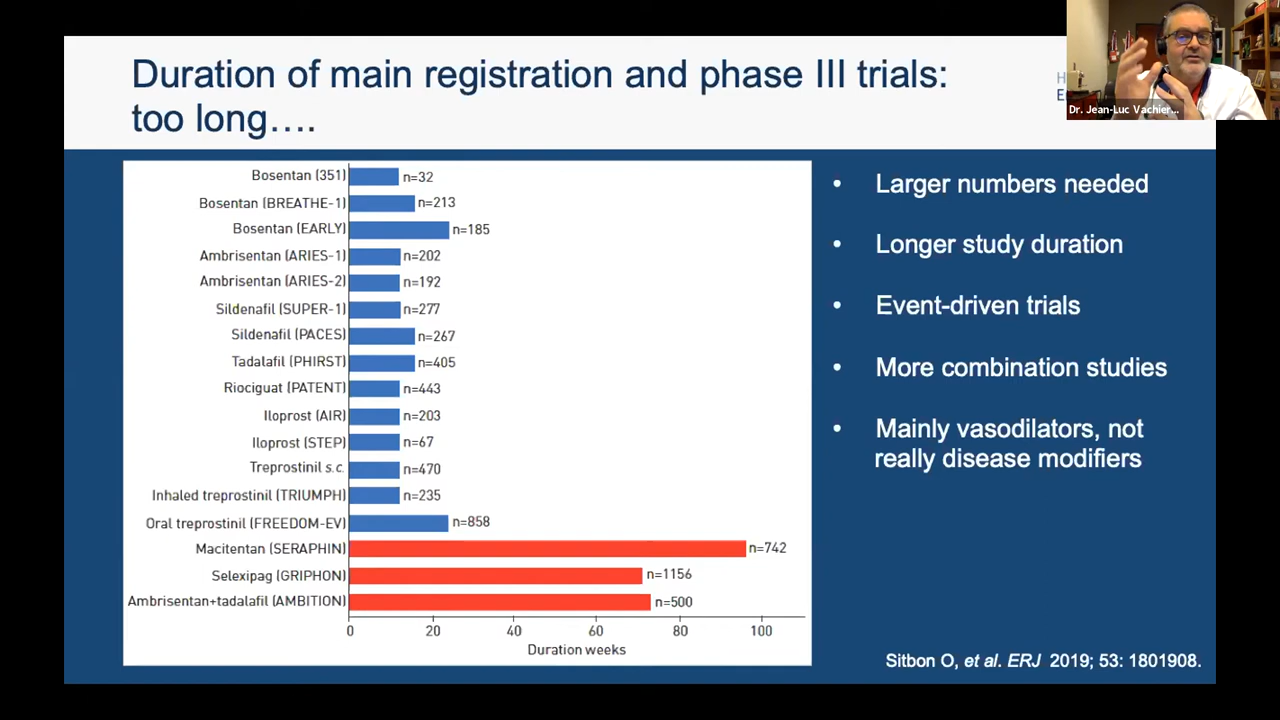 Duration of main registration and phase III trials:
too long….
Dr. Jean-Luc Vachier...
Bosentan (351) n=32
Bosentan (BREATHE-1) n=213
Bosentan (EARLY) n=185
Ambrisentan (ARIES-1) n=202
Ambrisentan (ARIES-2) n=192
Sildenafil (SUPER-1) n=277
Sildenafil (PACES) n=267
Tadalafil (PHIRST) n=405
Riociguat (PATENT) n=443
Iloprost (AIR) n=203
Iloprost (STEP) n=67
Treprostinil s.c. n=470
Inhaled treprostinil (TRIUMPH) n=235
Oral treprostinil (FREEDOM-EV) n=858
Macitentan (SERAPHIN) n=742
Selexipag (GRIPHON) n=1156
Ambrisentan+tadalafil (AMBITION) n=500
0 20 40 60 80 100
Duration weeks
• Larger numbers needed
• Longer study duration
• Event-driven trials
• More combination studies
• Mainly vasodilators, not
really disease modifiers
Sitbon O, et al. ERJ 2019; 53: 1801908.